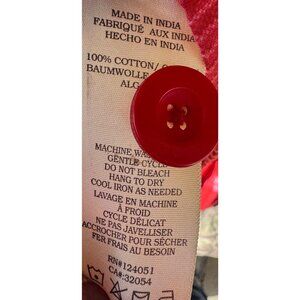 MADE IN INDIA
FABRIQUÉ AUX INDIA
HECHO EN INDIA
100% COTTON/
BAUMWOLLE
MACHINE
GENTLE CYCLE
DO NOT BLEACH
HANG TO DRY
COOL IRON AS NEEDED
LAVAGE EN MACHINE
À FROID
CYCLE DÉLICAT
NE PAS JAVELLISER
ACCROCHER POUR SÉCHER
FER FRAIS AU BESOIN
RN#124051
CA#:32054